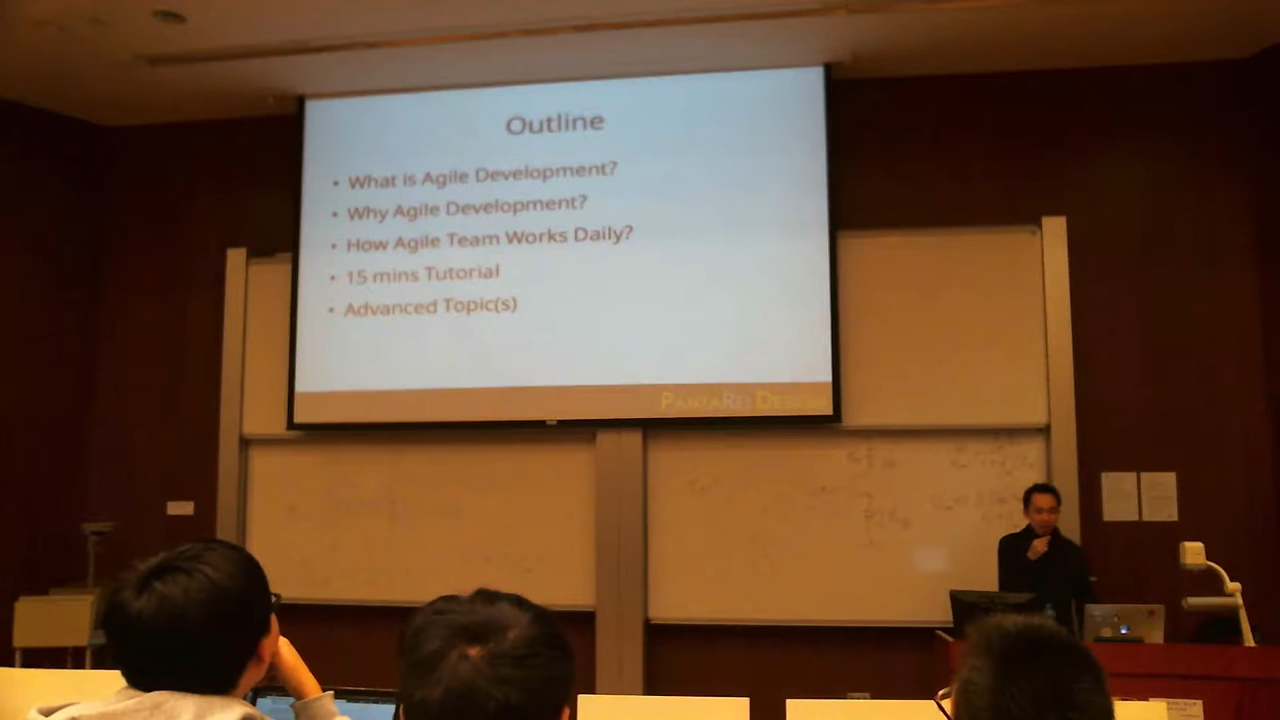 Outline
• What is Agile Development?
• Why Agile Development?
• How Agile Team Works Daily?
• 15 mins Tutorial
• Advanced Topic(s)
PANTAREI DESIGN